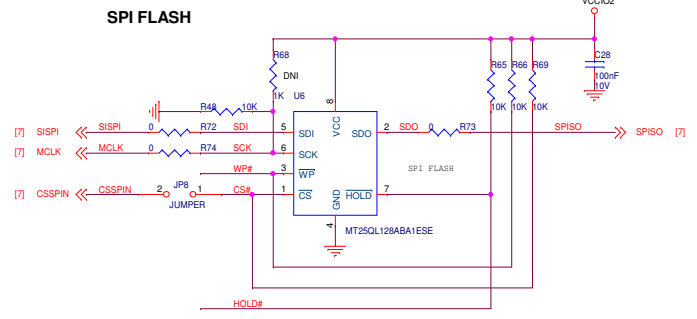 VCCIO2
SPI FLASH
R68
DNI
1K
U6
R65
R66
R69
C28
100nF
10V
R48
10K
10K
10K
10K
8
VCC
[7]
SISPI
SISPI
0
R72
SDI
5
SDI
SDO
2
SDO
0
R73
SPISO
SPISO
[7]
[7]
MCLK
MCLK
0
R74
SCK
6
SCK
WP#
3
WP
SPI FLASH
[7]
CSSPIN
CSSPIN
2
JP8
1
CS#
1
CS
HOLD
7
JUMPER
GND
4
MT25QL128ABA1ESE
HOLD#